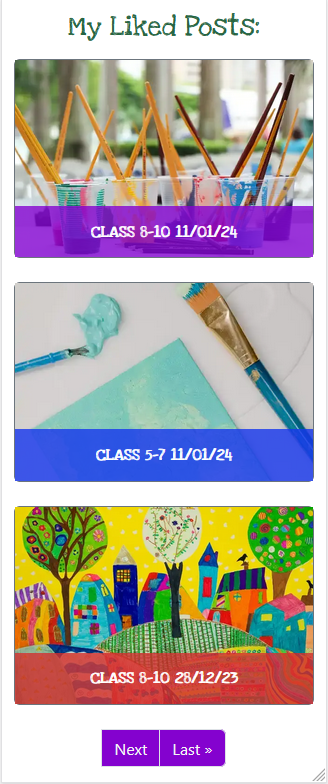 My Liked Posts:
CLASS 8-10 11/01/24
CLASS 5-7 11/01/24
CLASS 8-10 28/12/23
Next Last »